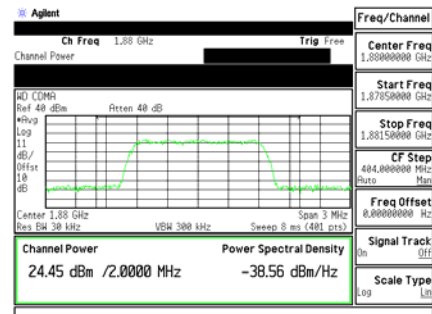 Agilent
Ch Freq 1.88 GHz Trig Free
Channel Power
WD CDMA
Ref 40 dBm Atten 40 dB
#Avg
Log
11
dB/
Offst
10
dB
Center 1.88 GHz Span 3 MHz
Res BW 30 kHz VBW 300 kHz Sweep 8 ms (401 pts)
Channel Power Power Spectral Density
24.45 dBm /2.0000 MHz -38.56 dBm/Hz
Freq/Channel
Center Freq
1.88000000 GHz
Start Freq
1.87850000 GHz
Stop Freq
1.88150000 GHz
CF Step
404.000000 MHz
Auto Man
Freq Offset
0.00000000 Hz
Signal Track
On Off
Scale Type
Log Lin